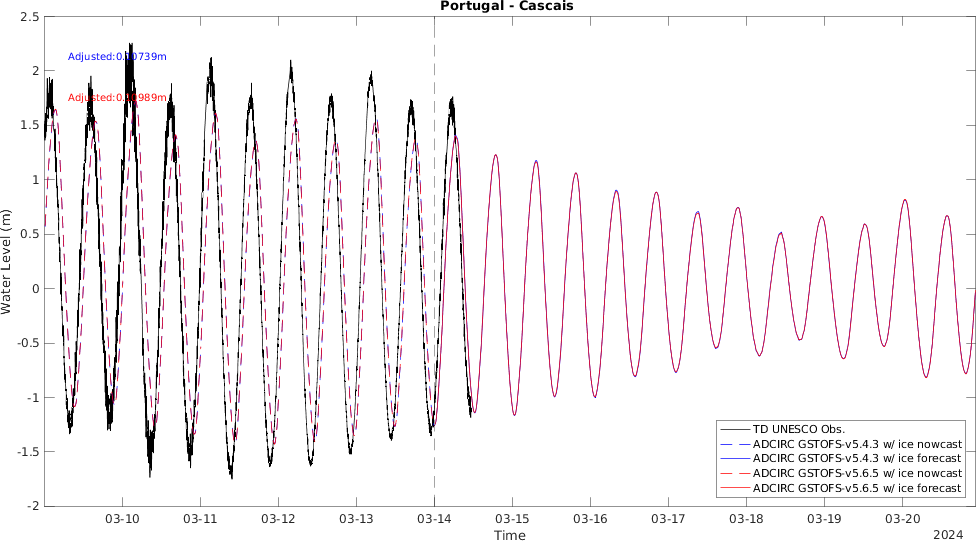 Portugal - Cascais
2.5
2
1.5
1
0.5
0
-0.5
-1
-1.5
-2
Water Level (m)
03-10
03-11
03-12
03-13
03-14
03-15
03-16
03-17
03-18
03-19
03-20
Time
2024
TD UNESCO Obs.
ADCIRC GSTOFS-v5.4.3 w/ ice nowcast
ADCIRC GSTOFS-v5.4.3 w/ ice forecast
ADCIRC GSTOFS-v5.6.5 w/ ice nowcast
ADCIRC GSTOFS-v5.6.5 w/ ice forecast